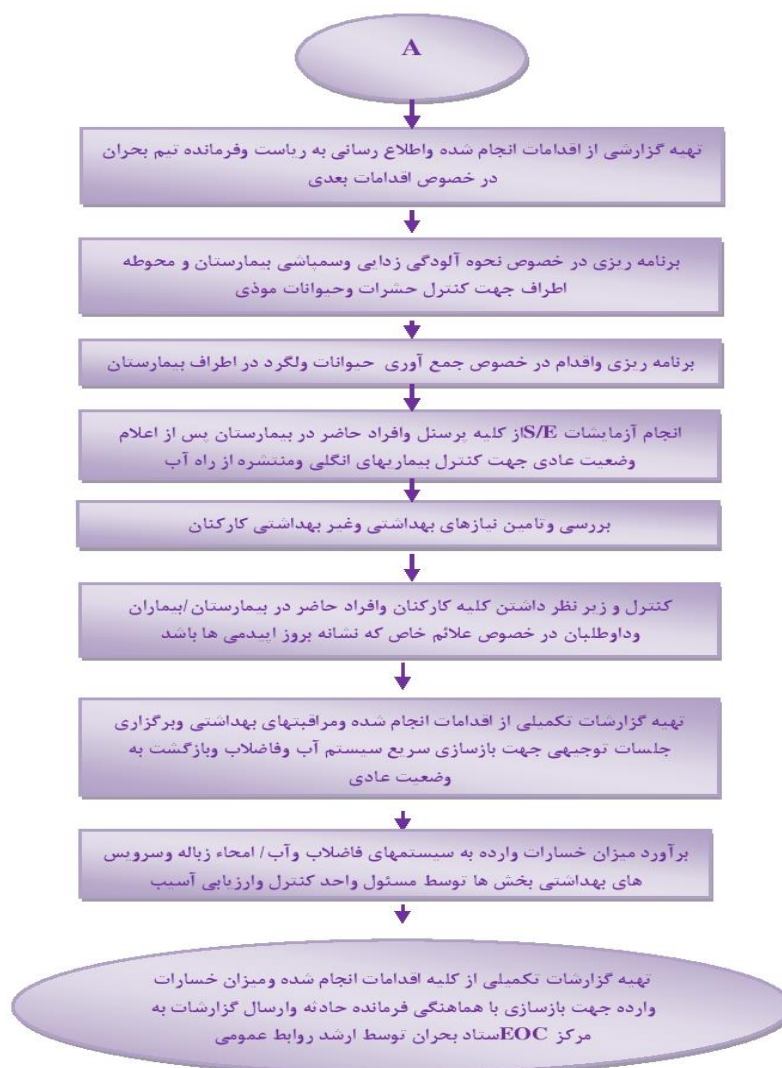 A
تهیه گزارشی از اقدامات انجام شده واطلاع رسانی به ریاست وفرمانده تیم بحران
در خصوص اقدامات بعدی
برنامه ریزی در خصوص نحوه آلودگی زدایی وسمپاشی بیمارستان و محوطه
اطراف جهت کنترل حشرات وحیوانات موذی
برنامه ریزی واقدام در خصوص جمع آوری حیوانات ولگرد در اطراف بیمارستان
انجام آزمایشات S/Eاز کلیه پرسنل وافراد حاضر در بیمارستان پس از اعلام
وضعیت عادی جهت کنترل بیماریهای انگلی ومنتشره از راه آب
بررسی وتامین نیازهای بهداشتی وغیر بهداشتی کارکنان
کنترل و زیر نظر داشتن کلیه کارکنان وافراد حاضر در بیمارستان/بیماران
وداوطلبان در خصوص علائم خاص که نشانه بروز اپیدمی ها باشد
تهیه گزارشات تکمیلی از اقدامات انجام شده ومراقبتهای بهداشتی وبرگزاری
جلسات توجیهی جهت بازسازی سریع سیستم آب وفاضلاب وبازگشت به
وضعیت عادی
برآورد میزان خسارات وارده به سیستمهای فاضلاب وآب/ امحاء زباله وسرویس
های بهداشتی بخش ها توسط مسئول واحد کنترل وارزیابی آسیب
تهیه گزارشات تکمیلی از کلیه اقدامات انجام شده ومیزان خسارات
وارده جهت بازسازی با هماهنگی فرمانده حادثه وارسال گزارشات به
مرکز EOCستاد بحران توسط ارشد روابط عمومی